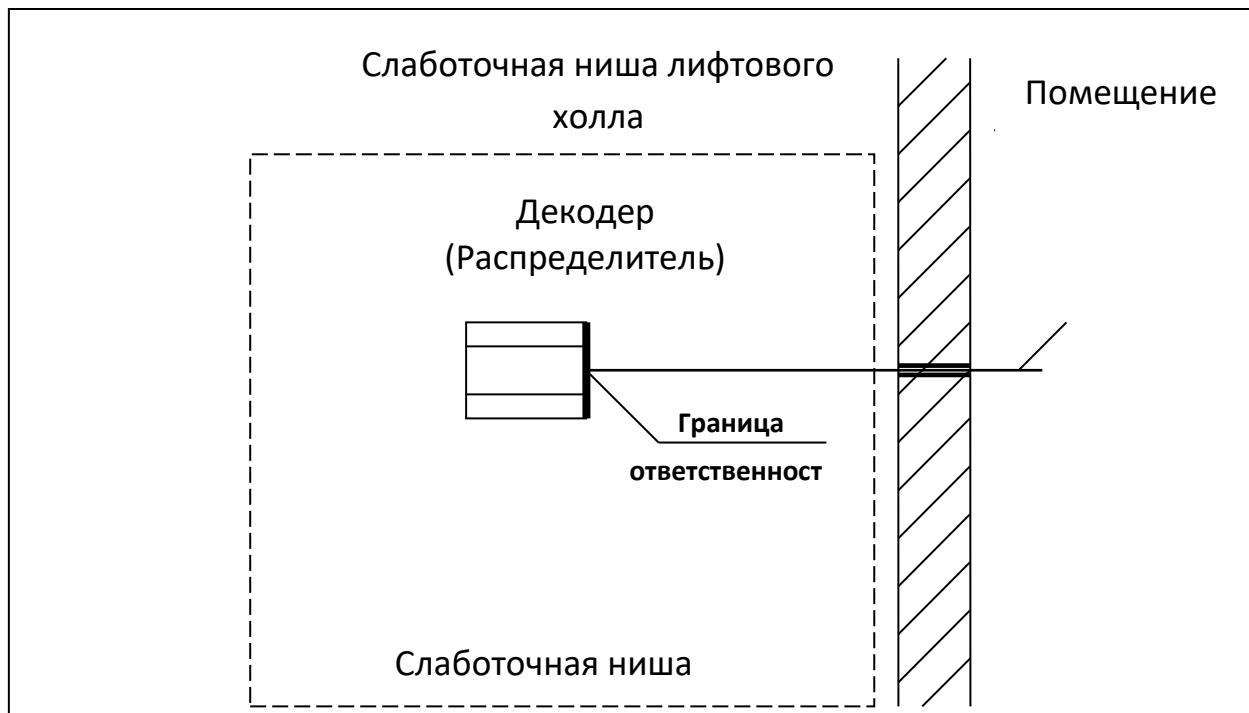 Слаботочная ниша лифтового
холла
Помещение
Декодер
(Распределитель)
Граница
ответственност
Слаботочная ниша